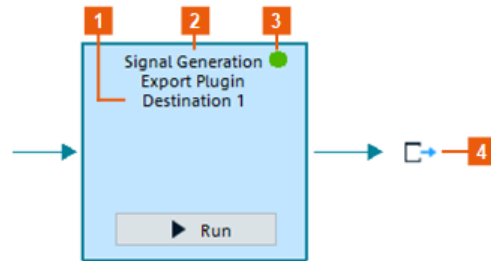 1 2 3
Signal Generation
Export Plugin
Destination 1
4
Run